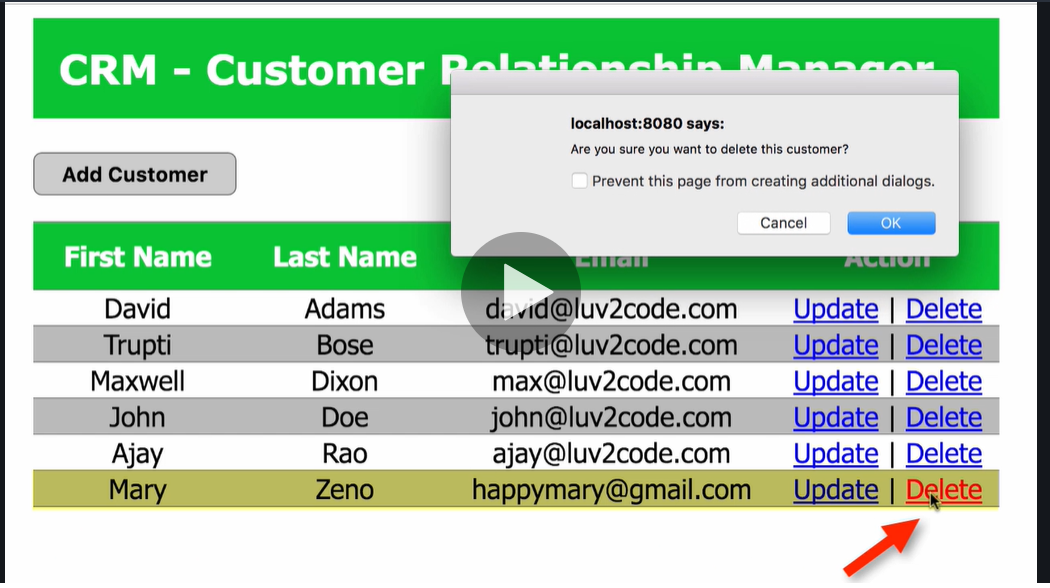 CRM - Customer Relationship Manager
localhost:8080 says:
Are you sure you want to delete this customer?
Prevent this page from creating additional dialogs.
Cancel OK
Add Customer
First Name Last Name Email Action
David Adams david@luv2code.com Update | Delete
Trupti Bose trupti@luv2code.com Update | Delete
Maxwell Dixon max@luv2code.com Update | Delete
John Doe john@luv2code.com Update | Delete
Ajay Rao ajay@luv2code.com Update | Delete
Mary Zeno happymary@gmail.com Update | Delete